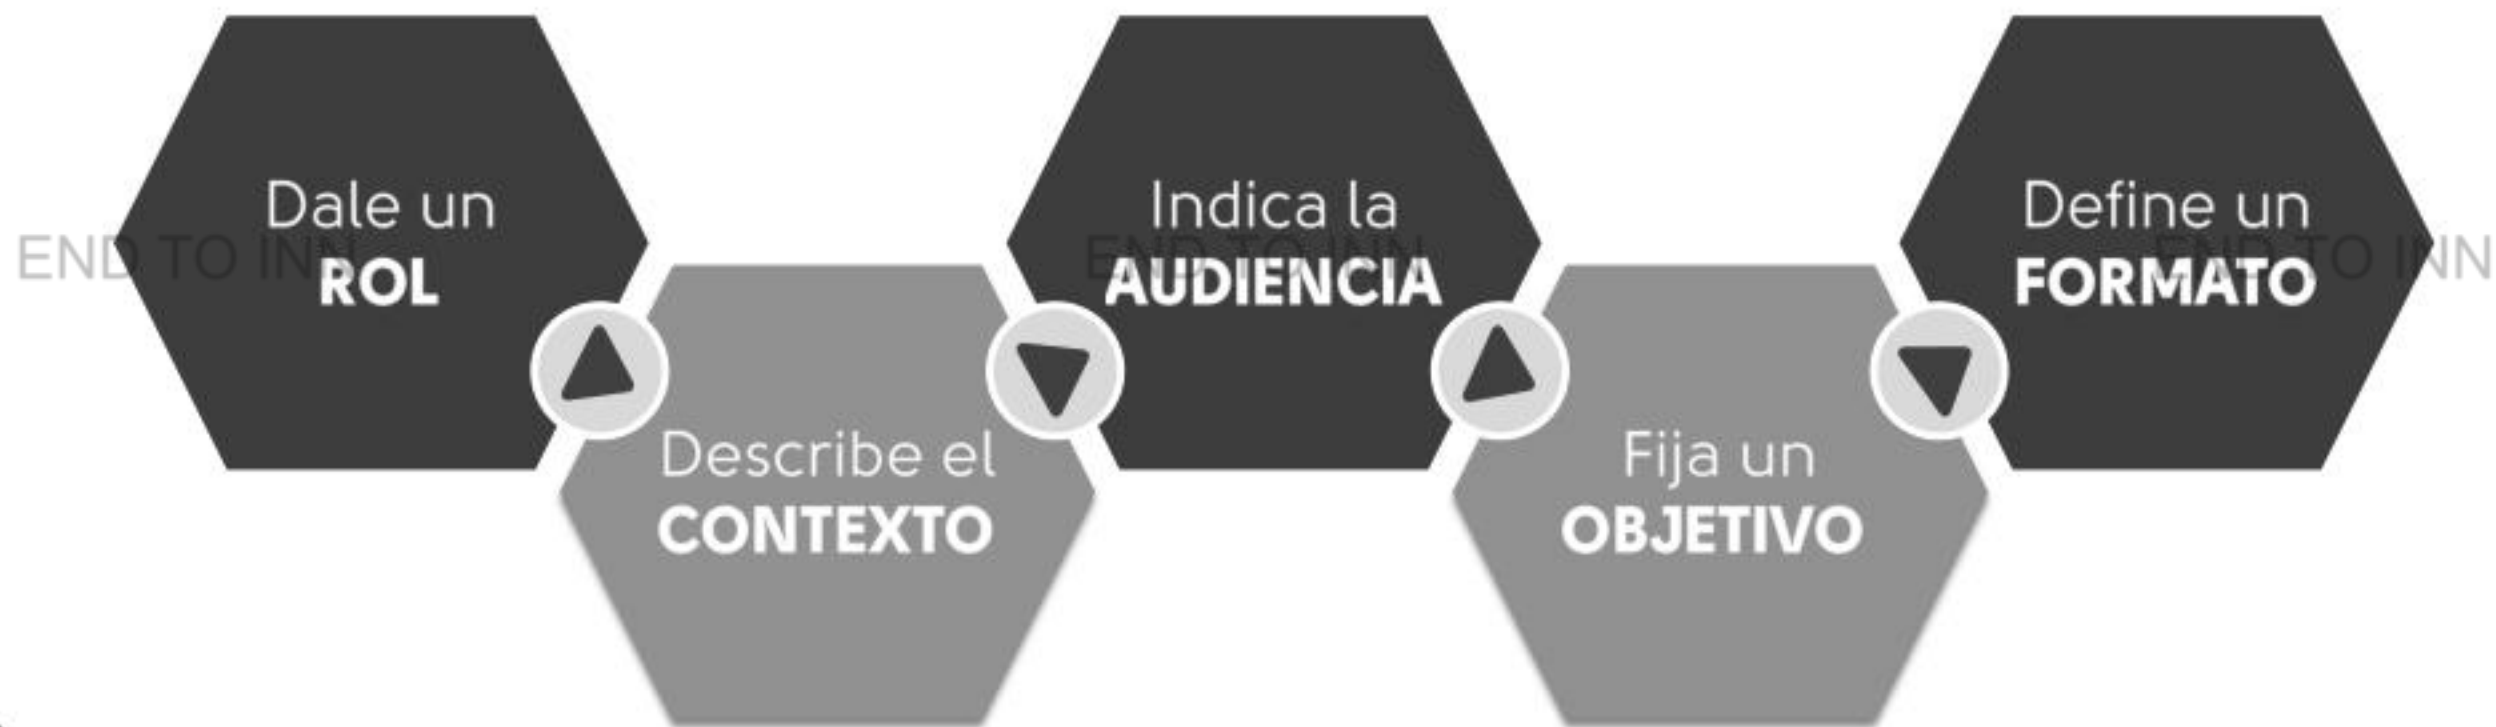 Dale un
ROL
Describe el
CONTEXTO
Indica la
AUDIENCIA
Fija un
OBJETIVO
Define un
FORMATO
END TO INN
END TO INN
END TO INN